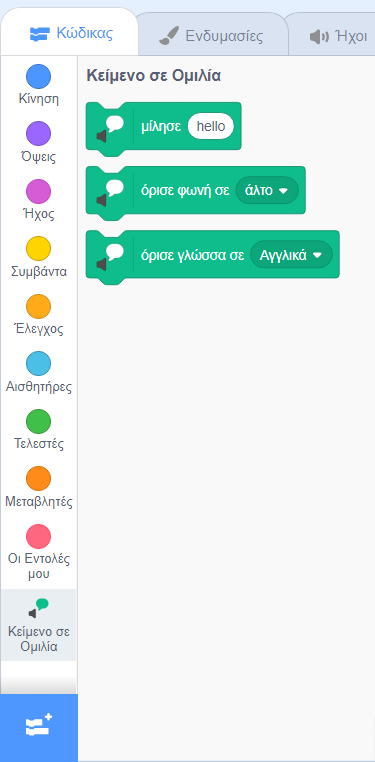 Κώδικας
Ενδυμασίες
Ήχοι
Κίνηση
Όψεις
Ήχος
Συμβάντα
Έλεγχος
Αισθητήρες
Τελεστές
Μεταβλητές
Οι Εντολές
μου
Κείμενο σε
Ομιλία
Κείμενο σε Ομιλία
μίλησε hello
όρισε φωνή σε άλτο
όρισε γλώσσα σε Αγγλικά